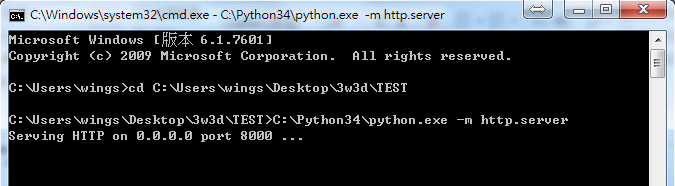 C:\Windows\system32\cmd.exe - C:\Python34\python.exe -m http.server
Microsoft Windows [版本 6.1.7601]
Copyright (c) 2009 Microsoft Corporation.  All rights reserved.
C:\Users\wings>cd C:\Users\wings\Desktop\3w3d\TEST
C:\Users\wings\Desktop\3w3d\TEST>C:\Python34\python.exe -m http.server
Serving HTTP on 0.0.0.0 port 8000 ...